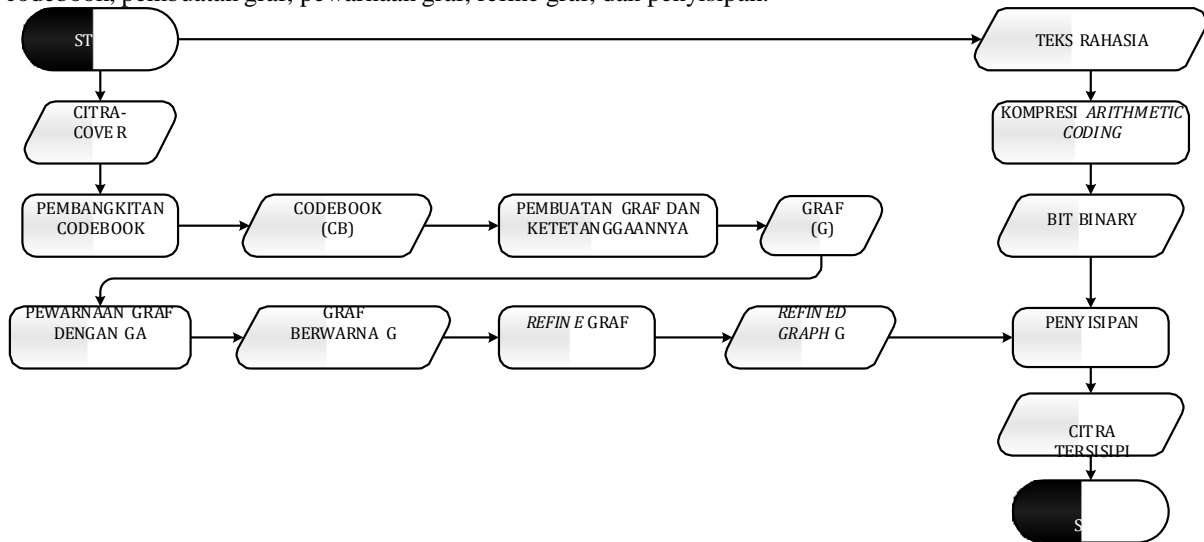 codebook, pembuatan graf, pewarnaan graf, refine graf, dan penyisipan.
ST
TEKS RAHASIA
CITRA-
COVER
KOMPRESI ARITHMETIC
CODING
PEMBANGKITAN
CODEBOOK
CODEBOOK
(CB)
PEMBUATAN GRAF DAN
KETETANGGAANNYA
GRAF
(G)
BIT BINARY
PEWARNAAN GRAF
DENGAN GA
GRAF
BERWARNA G
REFINE GRAF
REFINED
GRAPH G
PENYISIPAN
CITRA
TERSISIPI
S